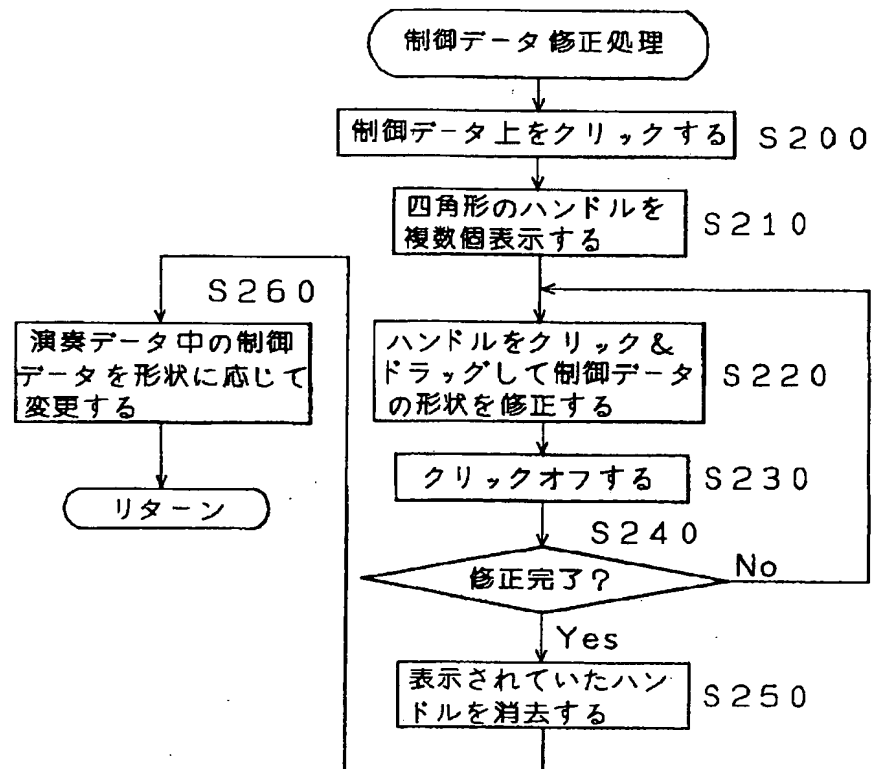 制御データ修正処理
制御データ上をクリックする
S200
四角形のハンドルを
複数個表示する
S210
ハンドルをクリック&
ドラッグして制御データ
の形状を修正する
S220
クリックオフする
S230
S240
修正完了?
No
Yes
表示されていたハン
ドルを消去する
S250
S260
演奏データ中の制御
データを形状に応じて
変更する
リターン